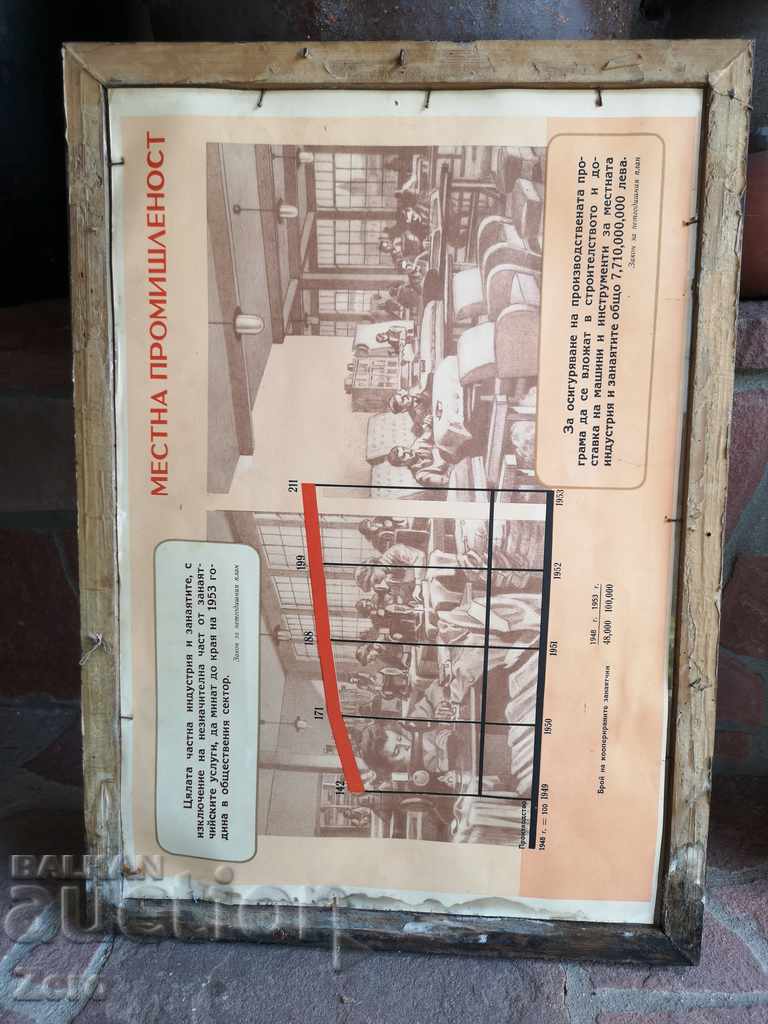 МЕСТНА ПРОМИШЛЕНОСТ
Цялата частна индустрия и занаятите, с
изключение на незначителна част от занаят-
чийските услуги, да минат до края на 1953 го-
дина в обществения сектор.
Закон за петгодишния план
142
171
188
199
211
Производство
1948 г. = 100
1949
1950
1951
1952
1953
За осигуряване на производствената про-
грама да се вложат в строителството и до-
ставка на машини и инструменти за местната
индустрия и занаятите общо 7,710,000,000 лева.
Закон за петгодишния план
1948 г. 1953 г.
Брой на кооперираните занаятчии 48,000 100,000
BALKAN
auction